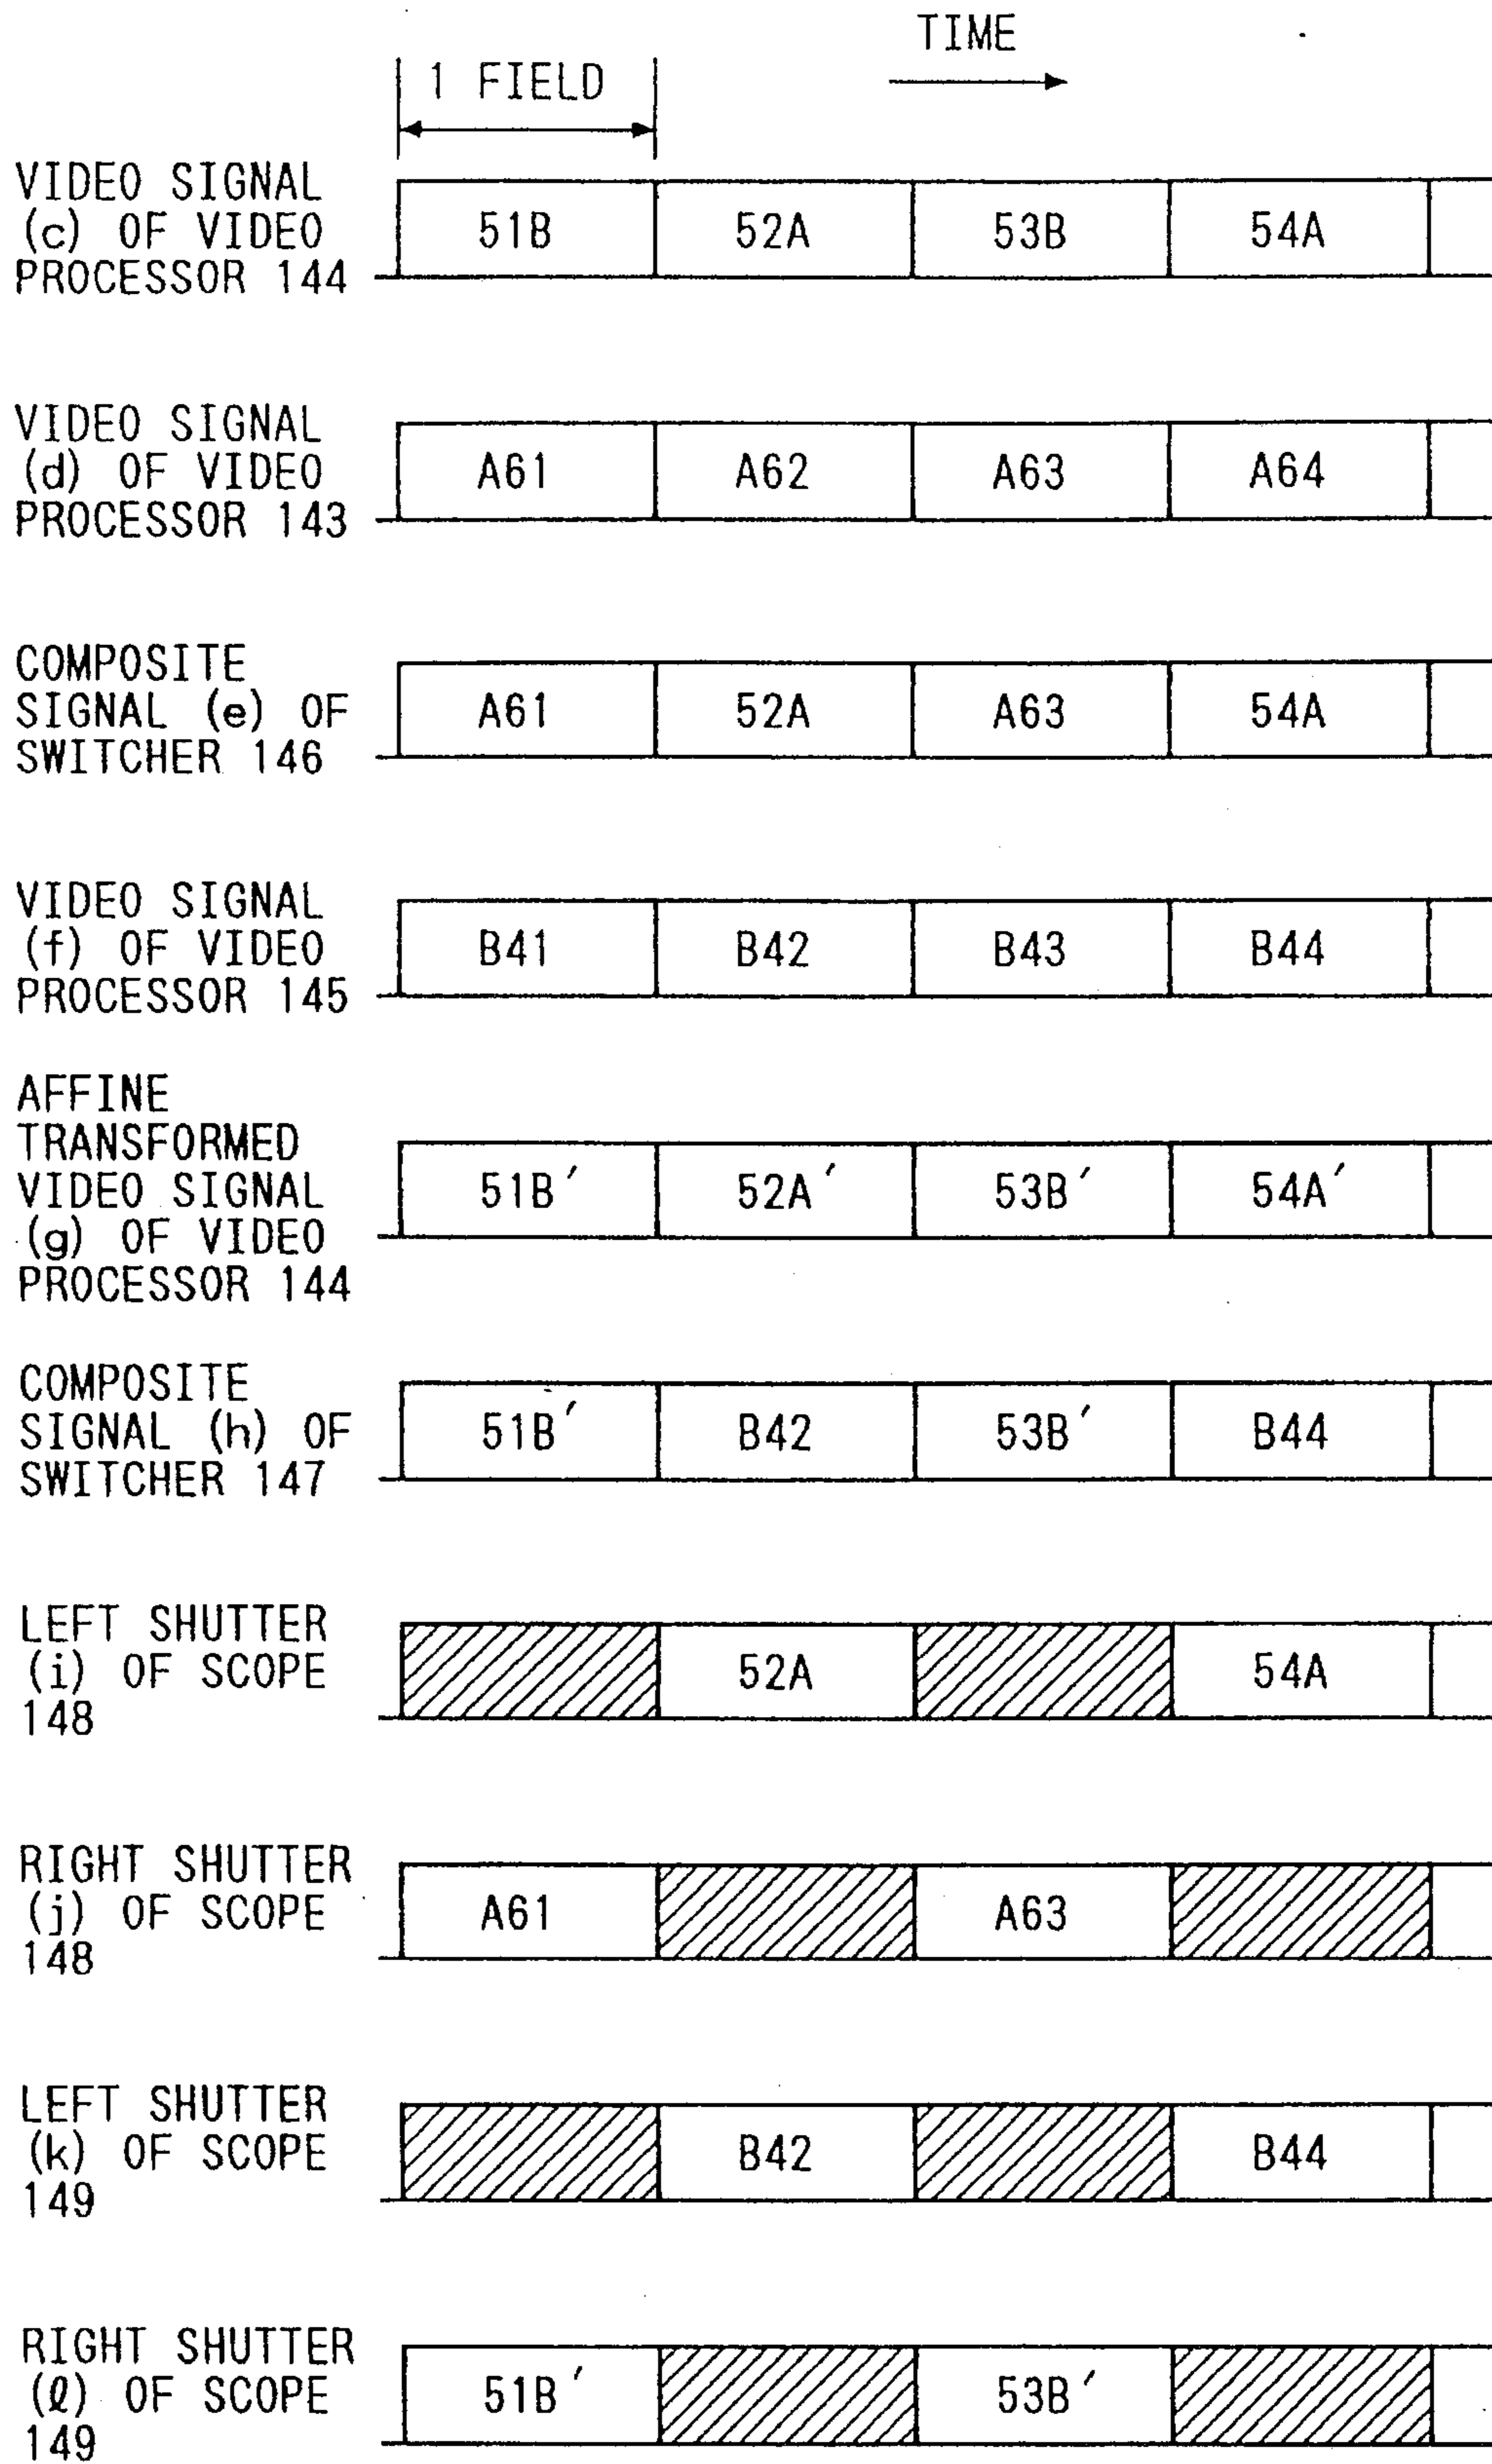 TIME
1 FIELD
VIDEO SIGNAL
(c) OF VIDEO
PROCESSOR 144
51B 52A 53B 54A
VIDEO SIGNAL
(d) OF VIDEO
PROCESSOR 143
A61 A62 A63 A64
COMPOSITE
SIGNAL (e) OF
SWITCHER 146
A61 52A A63 54A
VIDEO SIGNAL
(f) OF VIDEO
PROCESSOR 145
B41 B42 B43 B44
AFFINE
TRANSFORMED
VIDEO SIGNAL
(g) OF VIDEO
PROCESSOR 144
51B′ 52A′ 53B′ 54A′
COMPOSITE
SIGNAL (h) OF
SWITCHER 147
51B′ B42 53B′ B44
LEFT SHUTTER
(i) OF SCOPE
148
52A 54A
RIGHT SHUTTER
(j) OF SCOPE
148
A61 A63
LEFT SHUTTER
(k) OF SCOPE
149
B42 B44
RIGHT SHUTTER
(ℓ) OF SCOPE
149
51B′ 53B′